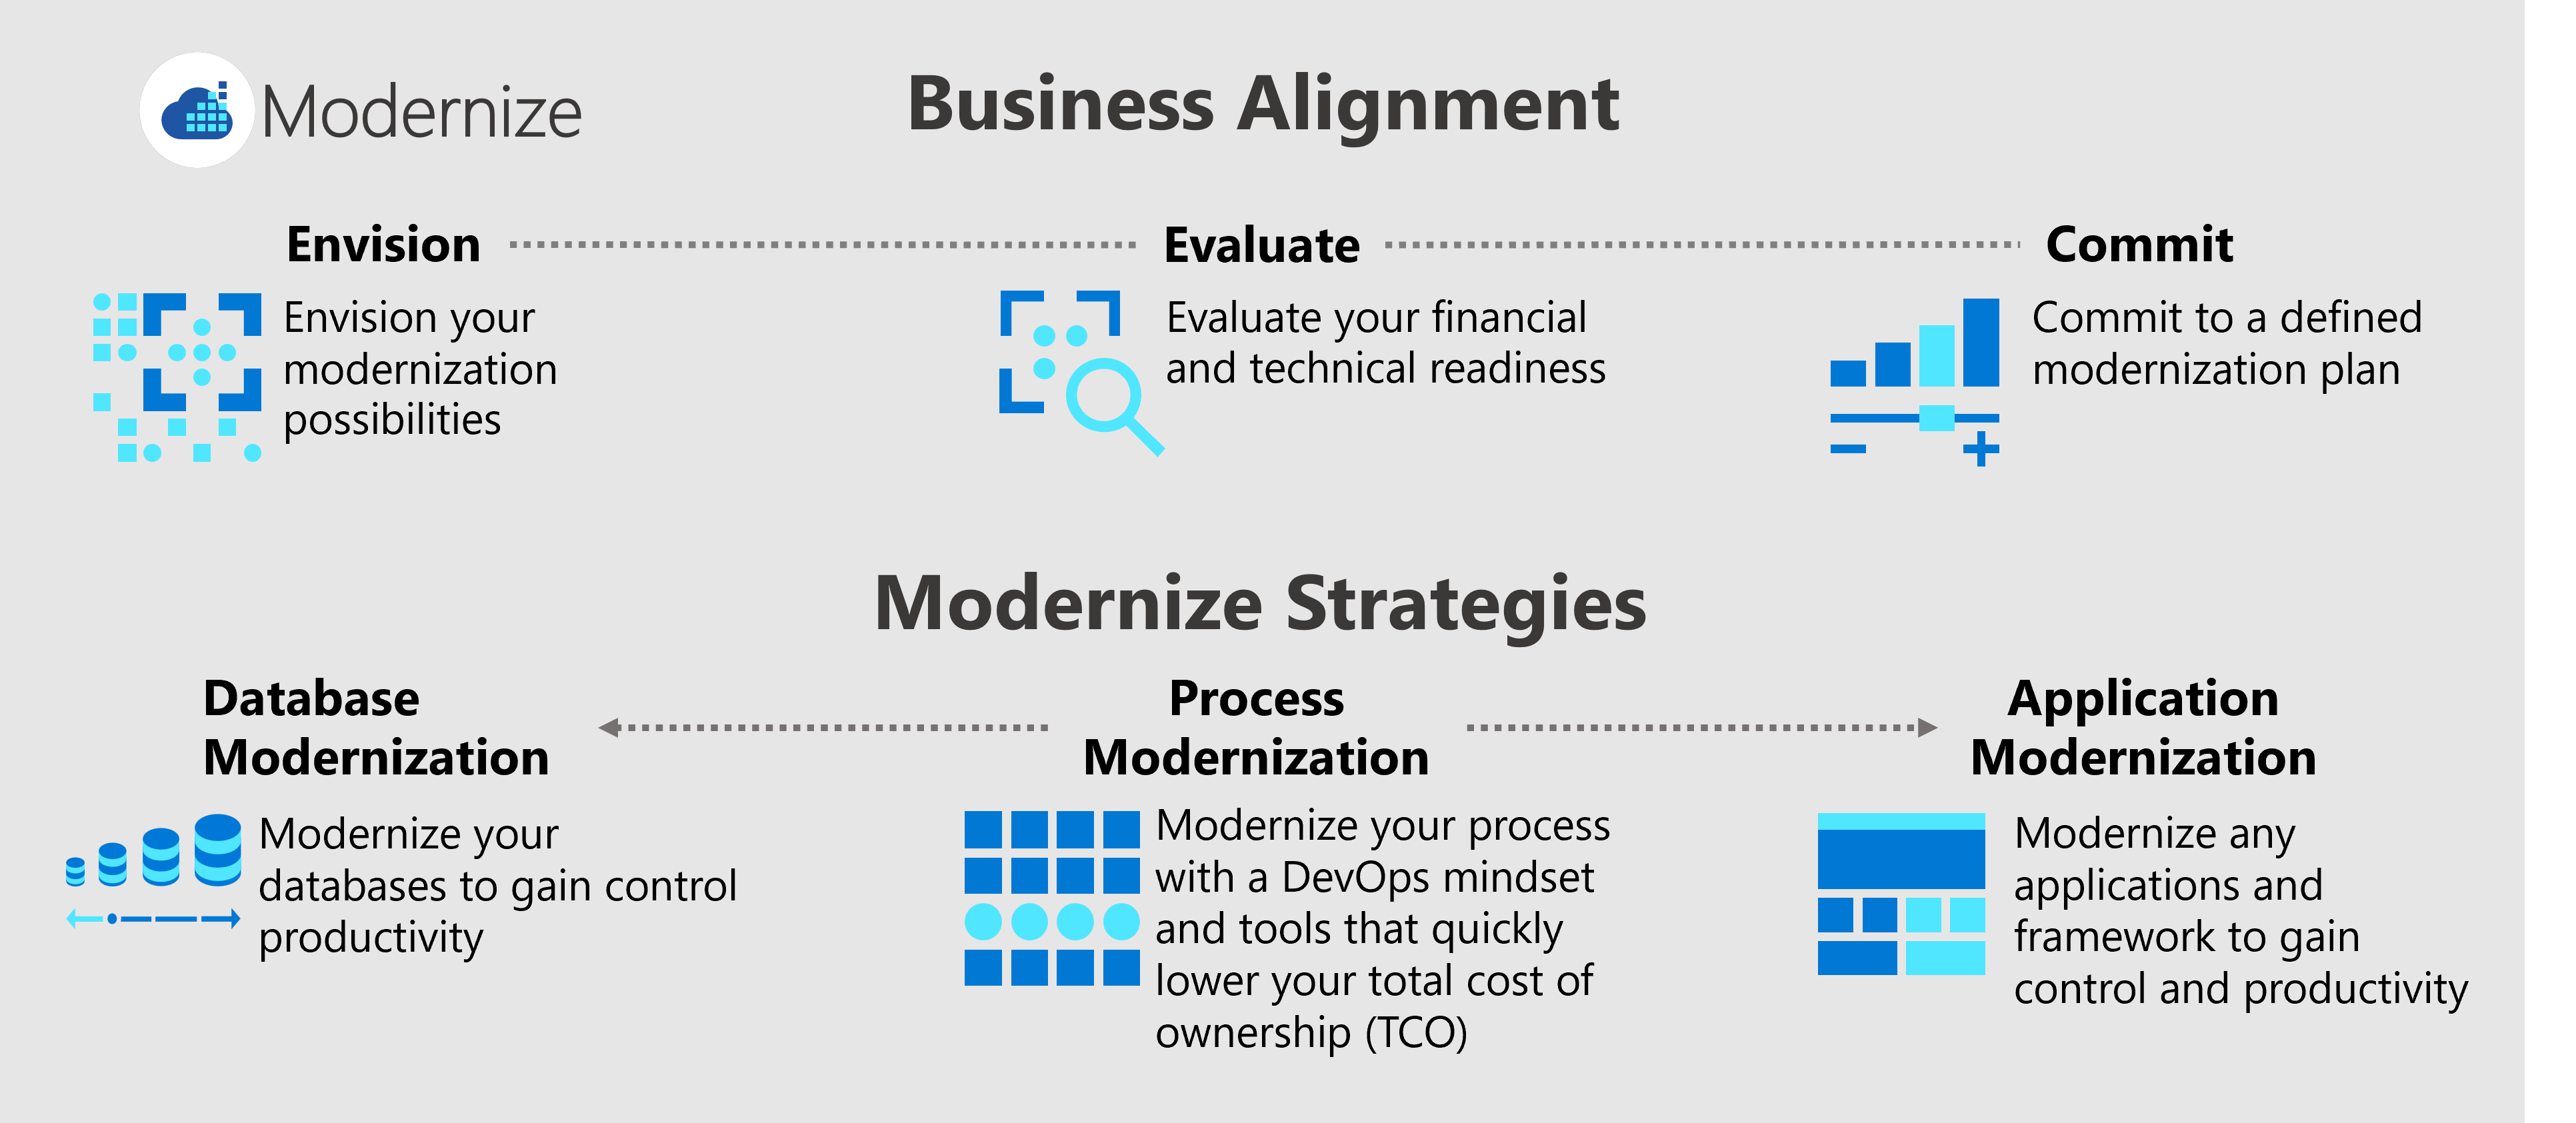 Modernize
Business Alignment
Envision
Envision your
modernization
possibilities
Evaluate
Evaluate your financial
and technical readiness
Commit
Commit to a defined
modernization plan
Modernize Strategies
Database
Modernization
Modernize your
databases to gain control
productivity
Process
Modernization
Modernize your process
with a DevOps mindset
and tools that quickly
lower your total cost of
ownership (TCO)
Application
Modernization
Modernize any
applications and
framework to gain
control and productivity